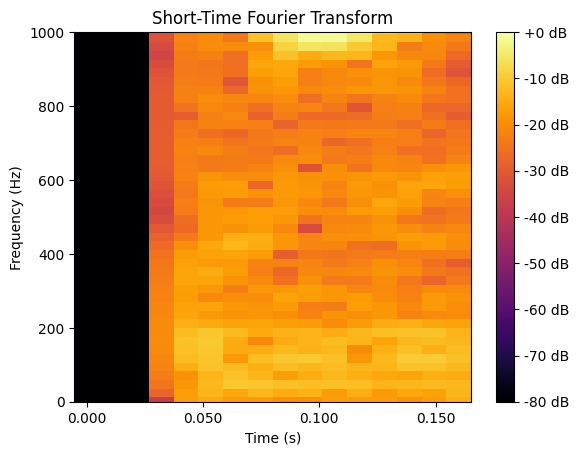 Short-Time Fourier Transform
1000
800
600
400
200
0
Frequency (Hz)
0.000
0.050
0.100
0.150
Time (s)
+0 dB
-10 dB
-20 dB
-30 dB
-40 dB
-50 dB
-60 dB
-70 dB
-80 dB